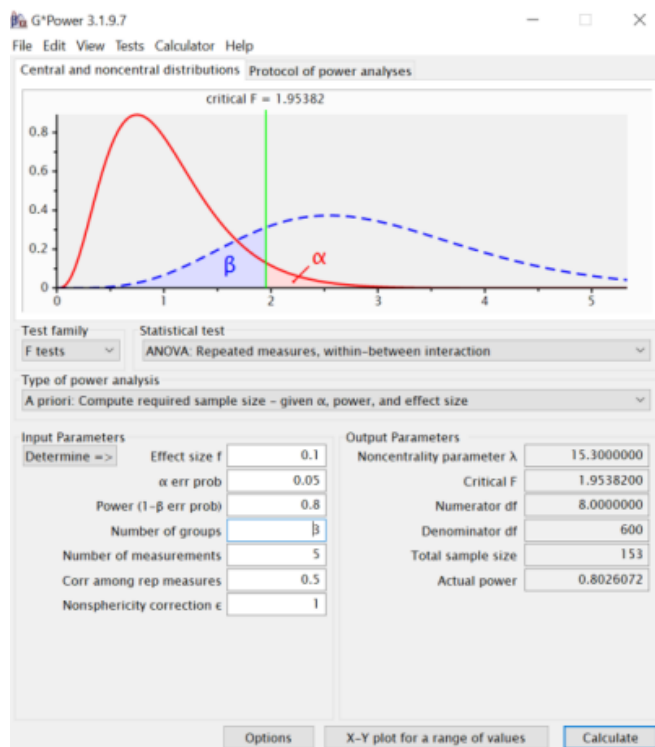 G*Power 3.1.9.7
File Edit View Tests Calculator Help
Central and noncentral distributions Protocol of power analyses
critical F = 1.95382
0.8
0.6
0.4
0.2
0
β
α
0 1 2 3 4 5
Test family Statistical test
F tests ANOVA: Repeated measures, within-between interaction
Type of power analysis
A priori: Compute required sample size – given α, power, and effect size
Input Parameters Output Parameters
Determine => Effect size f 0.1 Noncentrality parameter λ 15.3000000
α err prob 0.05 Critical F 1.9538200
Power (1-β err prob) 0.8 Numerator df 8.0000000
Number of groups 3 Denominator df 600
Number of measurements 5 Total sample size 153
Corr among rep measures 0.5 Actual power 0.8026072
Nonsphericity correction ϵ 1
Options X-Y plot for a range of values Calculate